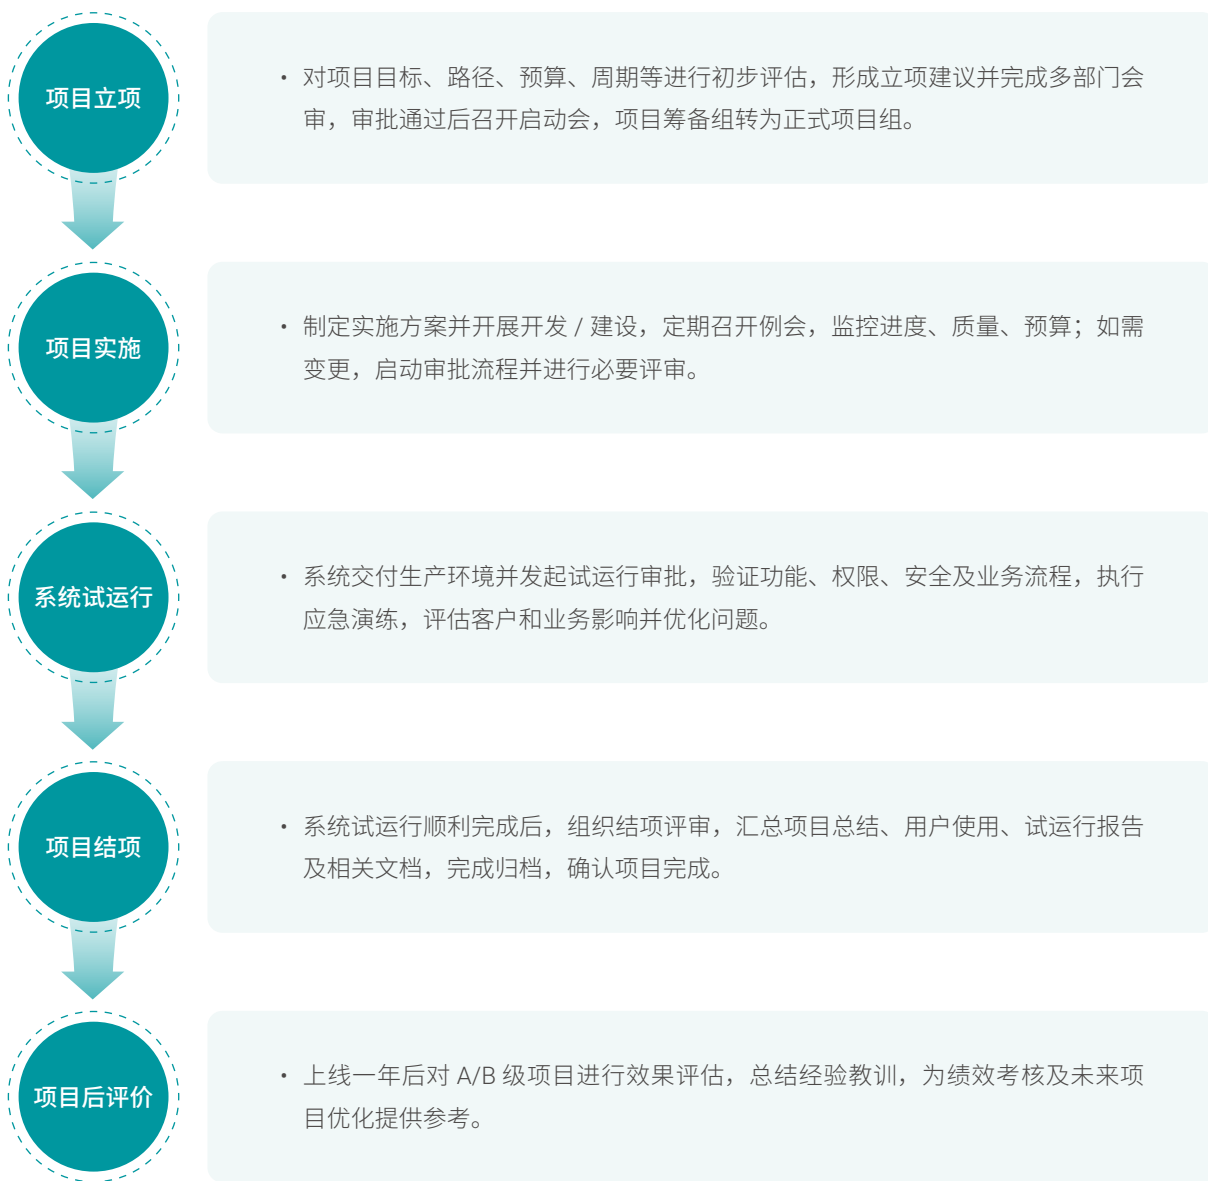 项目立项
• 对项目目标、路径、预算、周期等进行初步评估，形成立项建议并完成多部门会
审，审批通过后召开启动会，项目筹备组转为正式项目组。
项目实施
• 制定实施方案并开展开发 / 建设，定期召开例会，监控进度、质量、预算；如需
变更，启动审批流程并进行必要评审。
系统试运行
• 系统交付生产环境并发起试运行审批，验证功能、权限、安全及业务流程，执行
应急演练，评估客户和业务影响并优化问题。
项目结项
• 系统试运行顺利完成后，组织结项评审，汇总项目总结、用户使用、试运行报告
及相关文档，完成归档，确认项目完成。
项目后评价
• 上线一年后对 A/B 级项目进行效果评估，总结经验教训，为绩效考核及未来项
目优化提供参考。